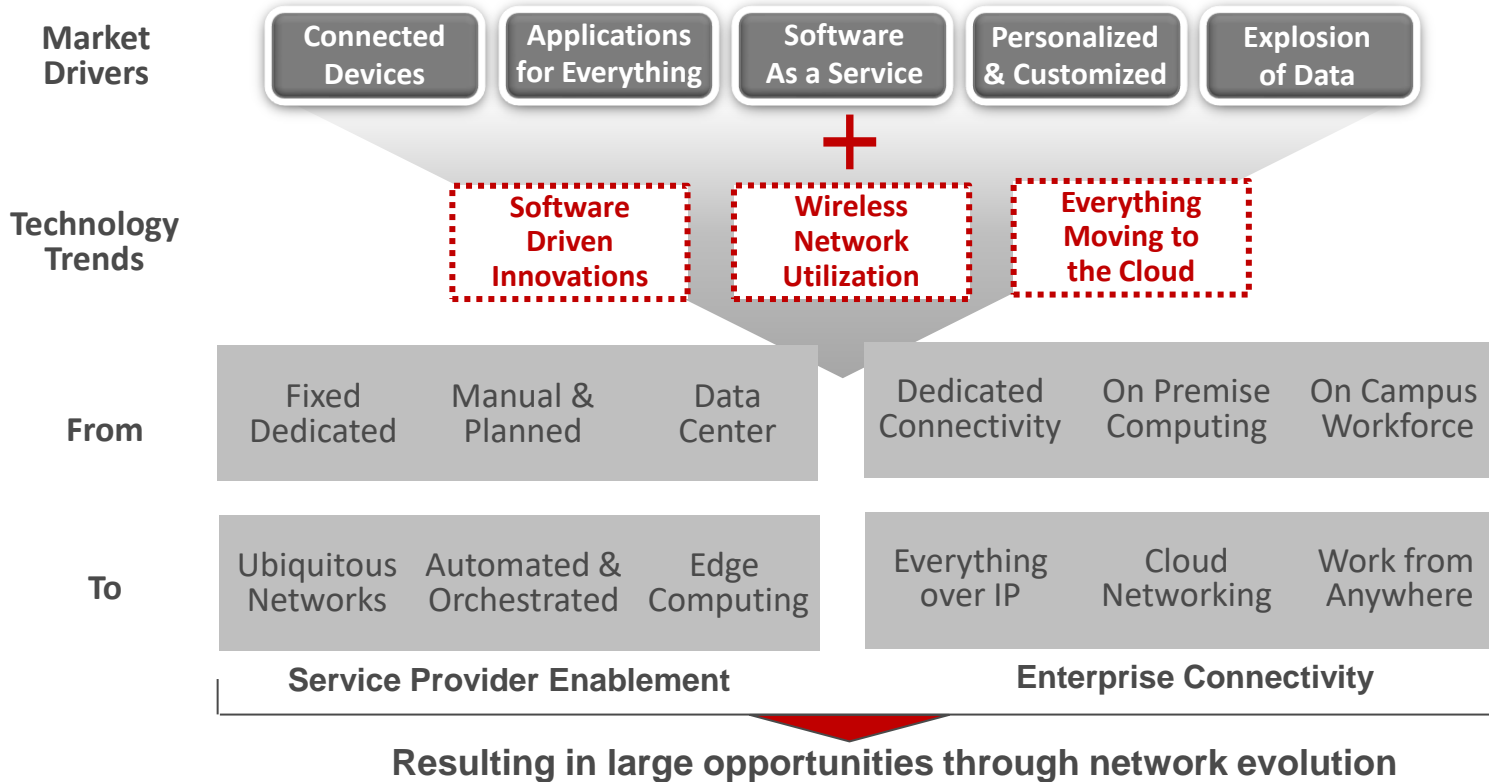 Market
Drivers
Connected
Devices
Applications
for Everything
Software
As a Service
Personalized
& Customized
Explosion
of Data
+
Technology
Trends
Software
Driven
Innovations
Wireless
Network
Utilization
Everything
Moving to
the Cloud
From
Fixed
Dedicated
Manual &
Planned
Data
Center
Dedicated
Connectivity
On Premise
Computing
On Campus
Workforce
To
Ubiquitous
Networks
Automated &
Orchestrated
Edge
Computing
Everything
over IP
Cloud
Networking
Work from
Anywhere
Service Provider Enablement
Enterprise Connectivity
Resulting in large opportunities through network evolution